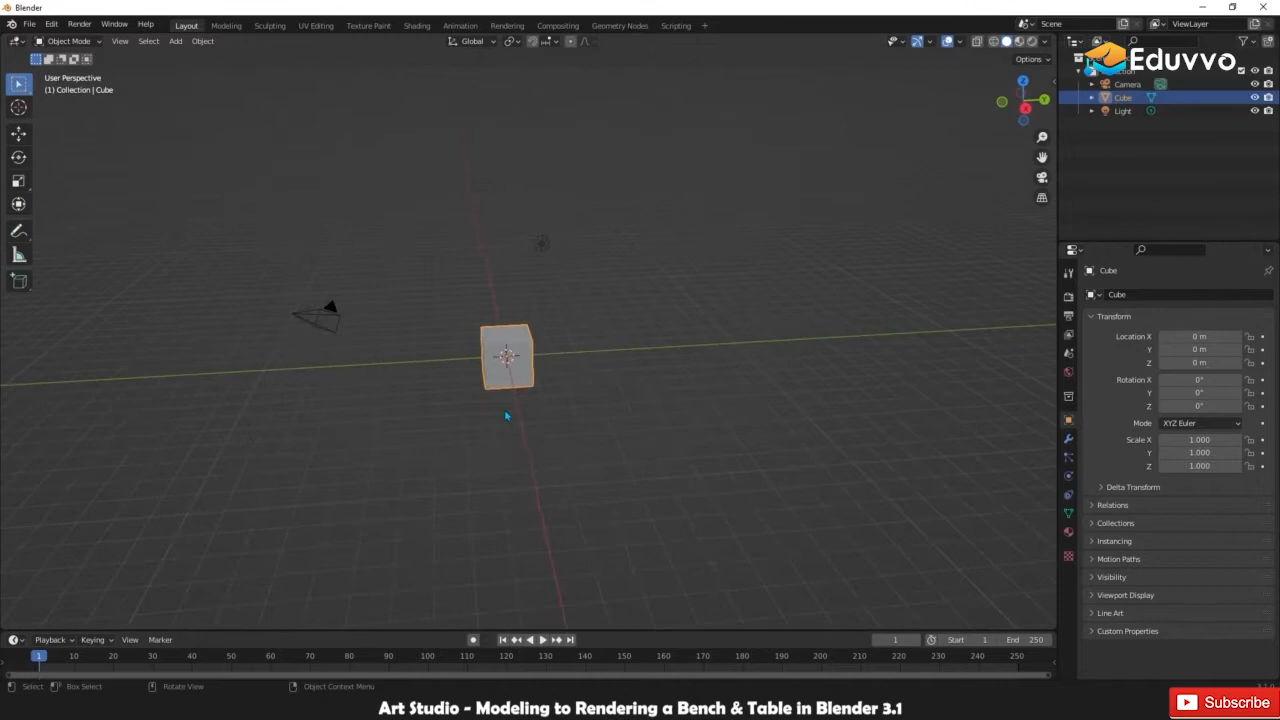 Blender
File Edit Render Window Help
Layout Modeling Sculpting UV Editing Texture Paint Shading Animation Rendering Compositing Geometry Nodes Scripting +
Scene
ViewLayer
Object Mode View Select Add Object
Global
Options
User Perspective
(1) Collection | Cube
Z
Y
X
Eduvvo
Camera
Cube
Light
Cube
Cube
Transform
Location X 0 m
Y 0 m
Z 0 m
Rotation X 0°
Y 0°
Z 0°
Mode XYZ Euler
Scale X 1.000
Y 1.000
Z 1.000
Delta Transform
Relations
Collections
Instancing
Motion Paths
Visibility
Viewport Display
Line Art
Custom Properties
Playback Keying View Marker
1 Start 1 End 250
1 10 20 30 40 50 60 70 80 90 100 110 120 130 140 150 160 170 180 190 200 210 220 230 240 250
Select Box Select Rotate View Object Context Menu
Subscribe
Art Studio - Modeling to Rendering a Bench & Table in Blender 3.1